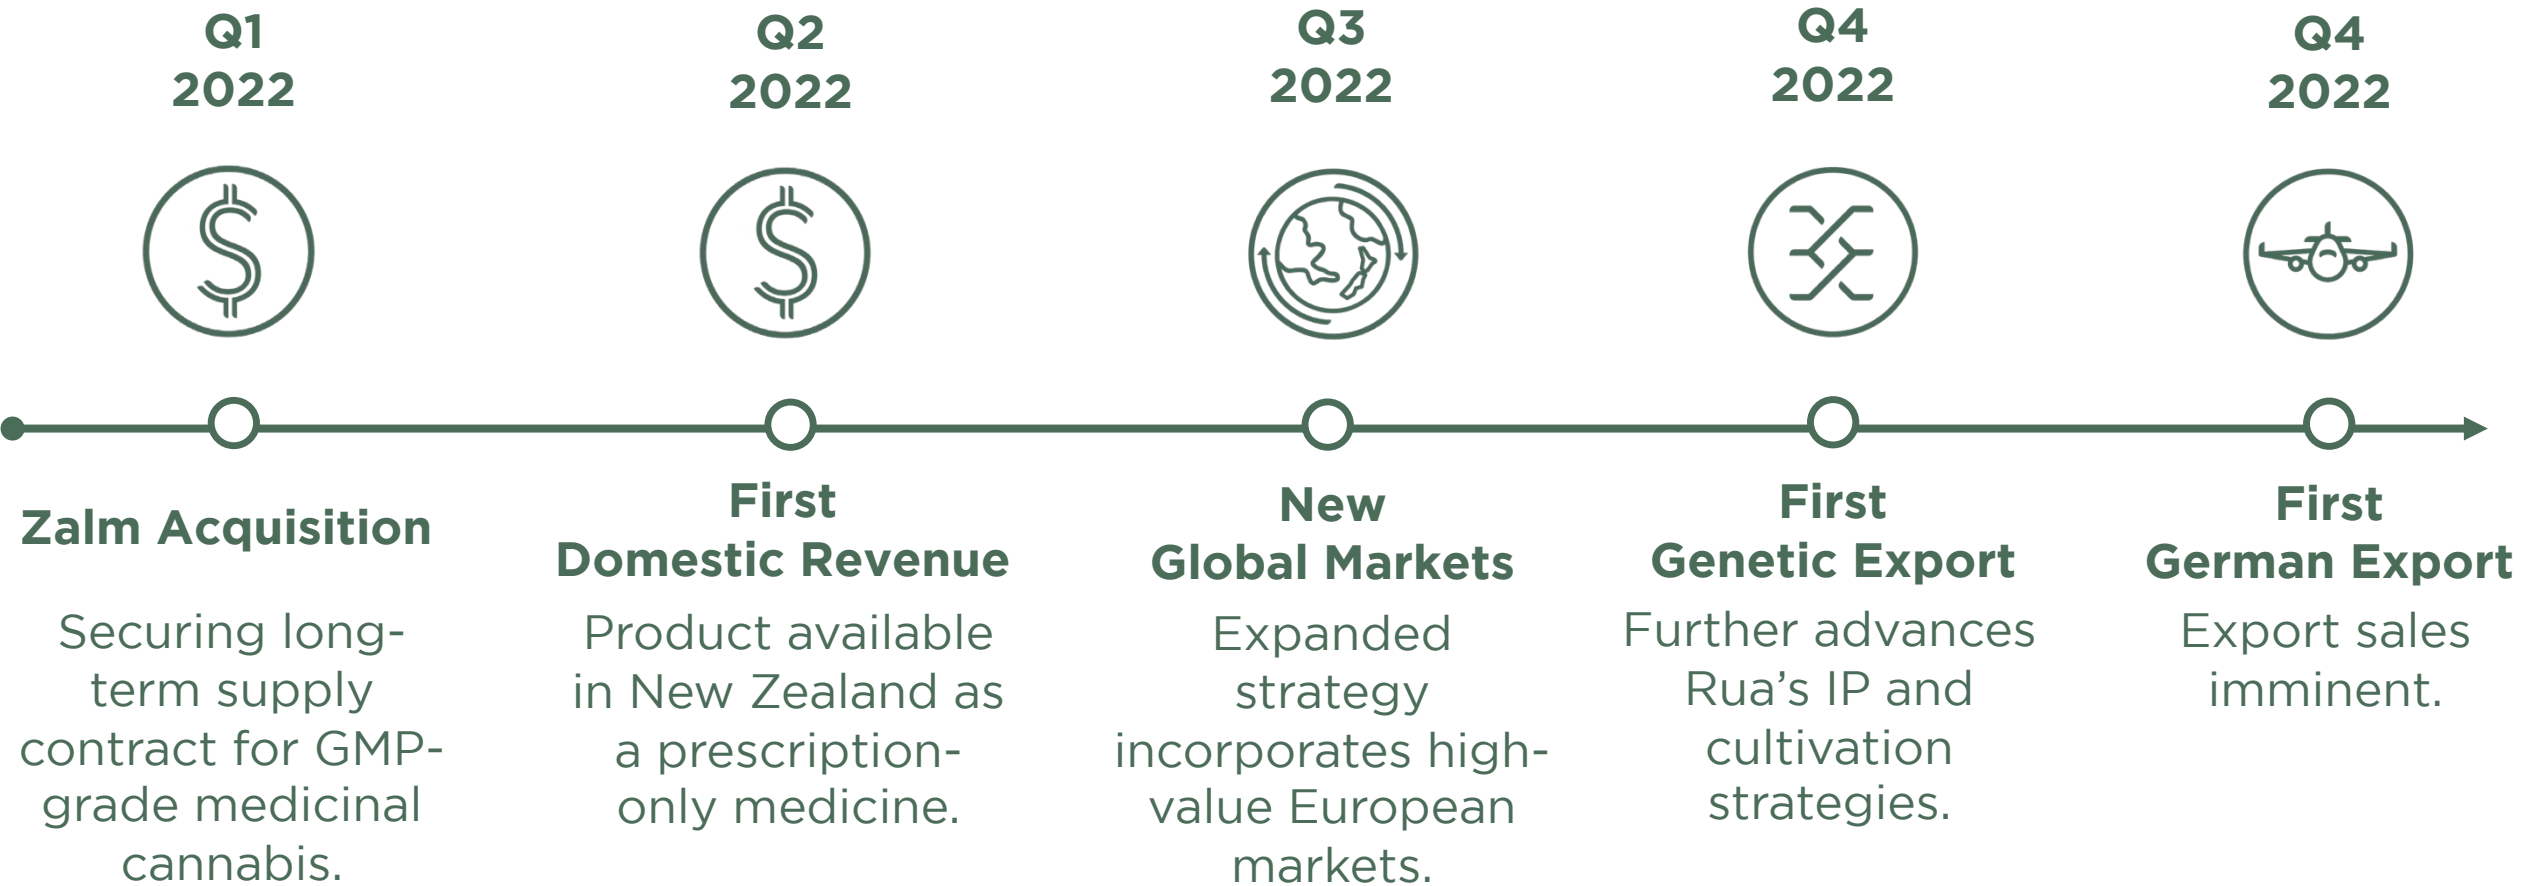 Q1
2022
Zalm Acquisition
Securing long-
term supply
contract for GMP-
grade medicinal
cannabis.
Q2
2022
First
Domestic Revenue
Product available
in New Zealand as
a prescription-
only medicine.
Q3
2022
New
Global Markets
Expanded
strategy
incorporates high-
value European
markets.
Q4
2022
First
Genetic Export
Further advances
Rua’s IP and
cultivation
strategies.
Q4
2022
First
German Export
Export sales
imminent.